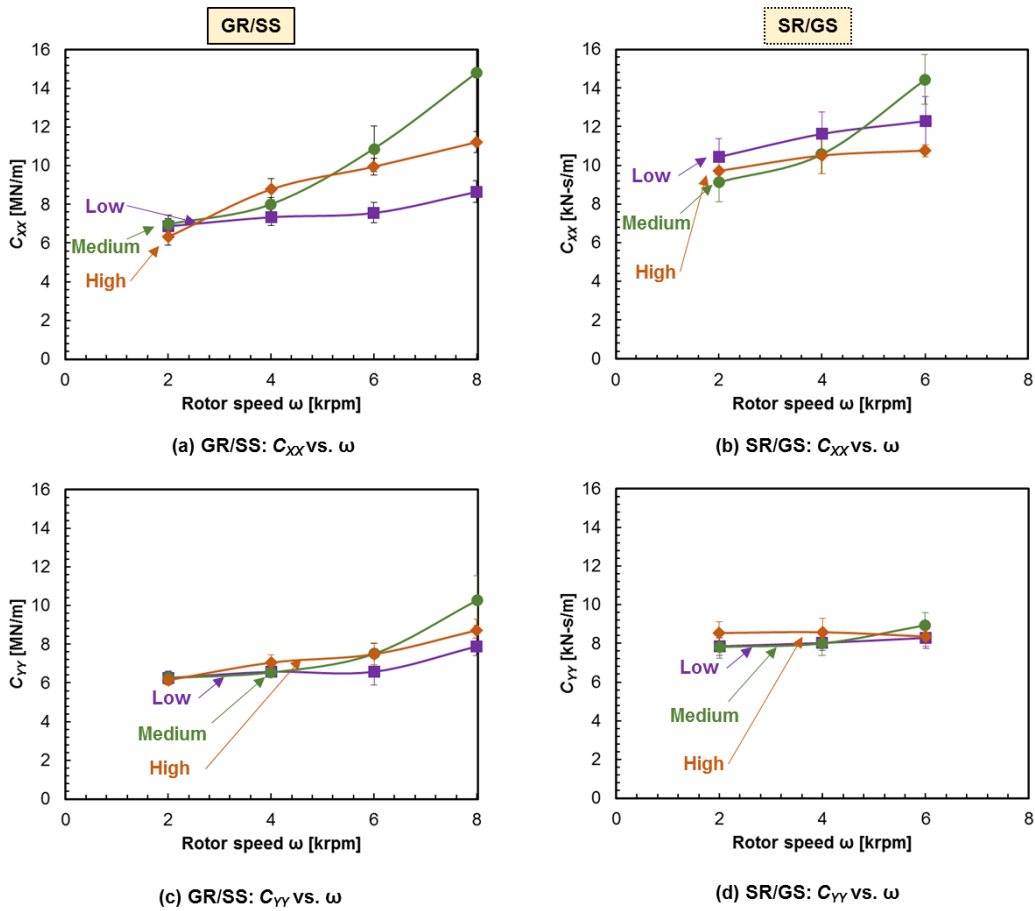 GR/SS
SR/GS
C_XX [MN/m]
16
14
12
10
8
6
4
2
0
Low
Medium
High
0 2 4 6 8
Rotor speed ω [krpm]
(a) GR/SS: C_XX vs. ω
C_XX [kN-s/m]
16
14
12
10
8
6
4
2
0
Low
Medium
High
0 2 4 6 8
Rotor speed ω [krpm]
(b) SR/GS: C_XX vs. ω
C_YY [MN/m]
16
14
12
10
8
6
4
2
0
Low
Medium
High
0 2 4 6 8
Rotor speed ω [krpm]
(c) GR/SS: C_YY vs. ω
C_YY [kN-s/m]
16
14
12
10
8
6
4
2
0
Low
Medium
High
0 2 4 6 8
Rotor speed ω [krpm]
(d) SR/GS: C_YY vs. ω